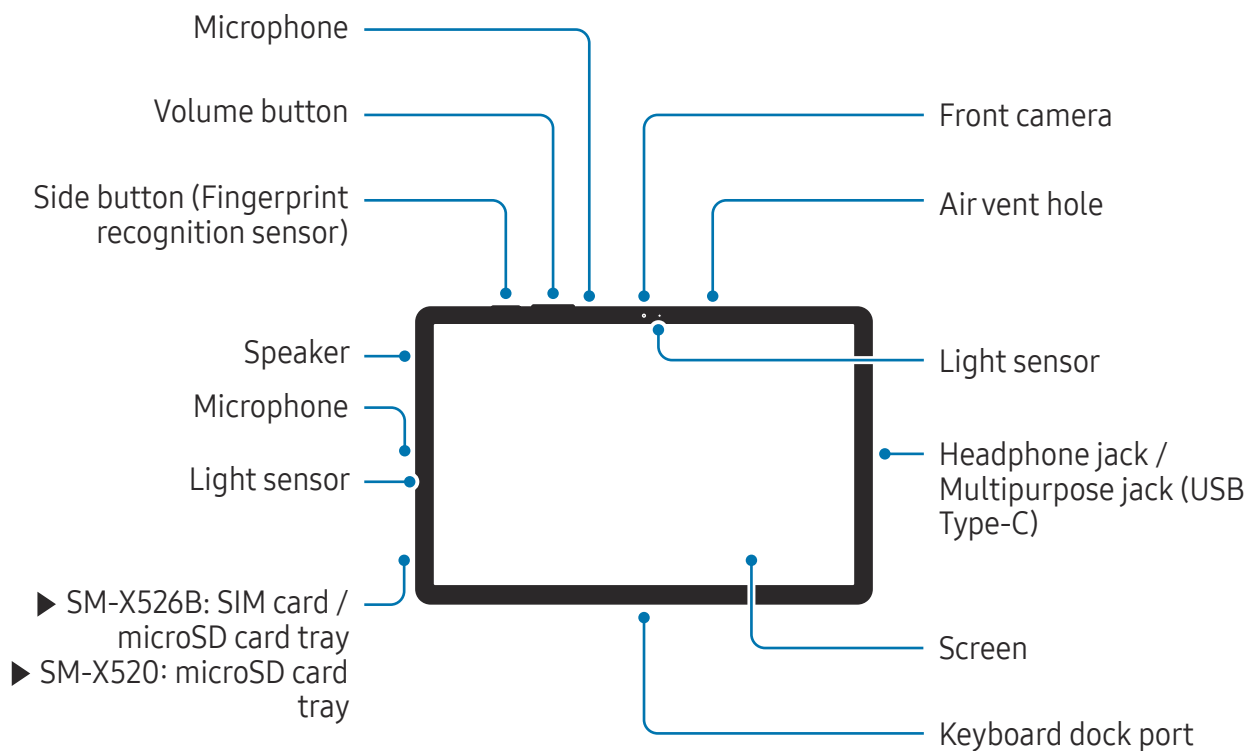 Microphone
Volume button
Side button (Fingerprint
recognition sensor)
Speaker
Microphone
Light sensor
▶ SM-X526B: SIM card /
microSD card tray
▶ SM-X520: microSD card
tray
Front camera
Air vent hole
Light sensor
Headphone jack /
Multipurpose jack (USB
Type-C)
Screen
Keyboard dock port